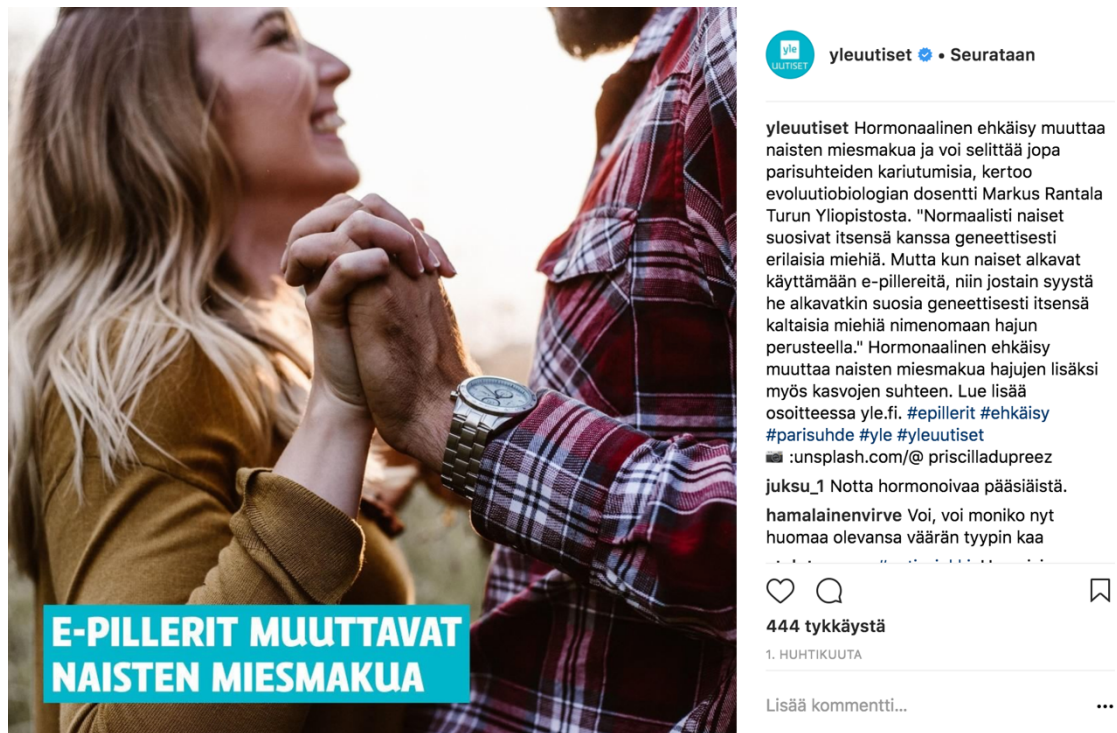 E-PILLERIT MUUTTAVAT
NAISTEN MIESMAKUA
yle
UUTISET
yleuutiset • Seurataan
yleuutiset Hormonaalinen ehkäisy muuttaa
naisten miesmakua ja voi selittää jopa
parisuhteiden kariutumisia, kertoo
evoluutiobiologian dosentti Markus Rantala
Turun Yliopistosta. "Normaalisti naiset
suosivat itsensä kanssa geneettisesti
erilaisia miehiä. Mutta kun naiset alkavat
käyttämään e-pillereitä, niin jostain syystä
he alkavatkin suosia geneettisesti itsensä
kaltaisia miehiä nimenomaan hajun
perusteella." Hormonaalinen ehkäisy
muuttaa naisten miesmakua hajujen lisäksi
myös kasvojen suhteen. Lue lisää
osoitteessa yle.fi. #epillerit #ehkäisy
#parisuhde #yle #yleuutiset
📷 :unsplash.com/@ priscilladupreez
juksu_1 Notta hormonoivaa pääsiäistä.
hamalainenvirve Voi, voi moniko nyt
huomaa olevansa väärän tyypin kaa
444 tykkäystä
1. HUHTIKUUTA
Lisää kommentti...